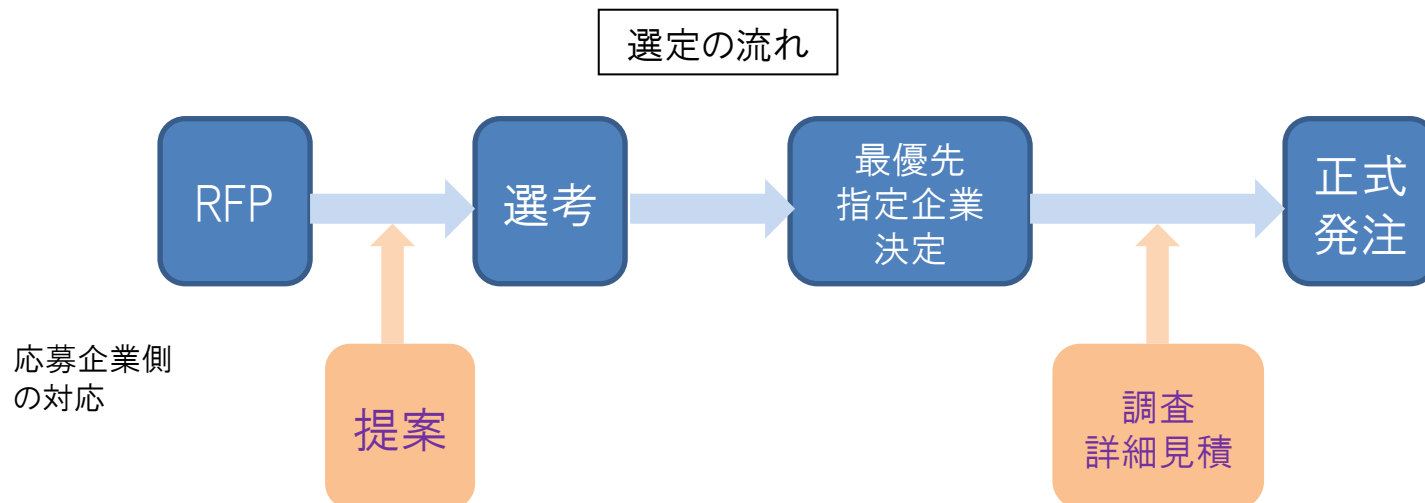 選定の流れ
RFP
選考
最優先
指定企業
決定
正式
発注
応募企業側
の対応
提案
調査
詳細見積